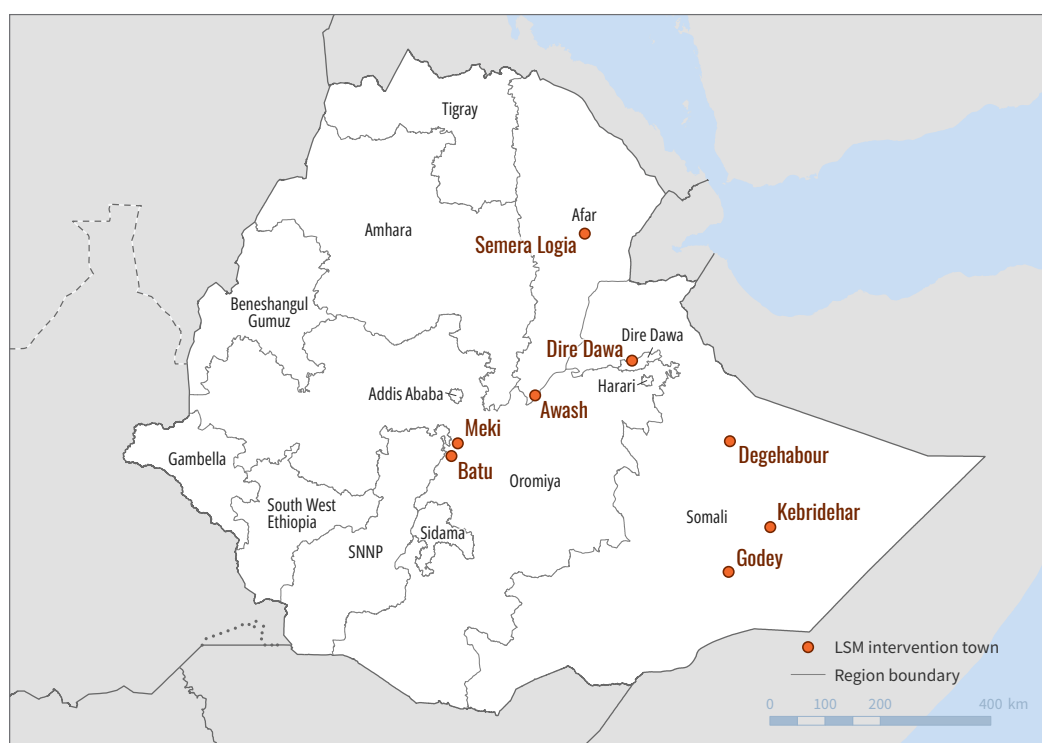 Tigray
Afar
Amhara
Semera Logia
Beneshangul
Gumuz
Dire Dawa
Dire Dawa
Harari
Addis Ababa
Awash
Meki
Batu
Degehabour
Gambella
Oromiya
South West
Ethiopia
Somali
Kebridehar
SNNP
Sidama
Godey
LSM intervention town
Region boundary
0 100 200 400 km